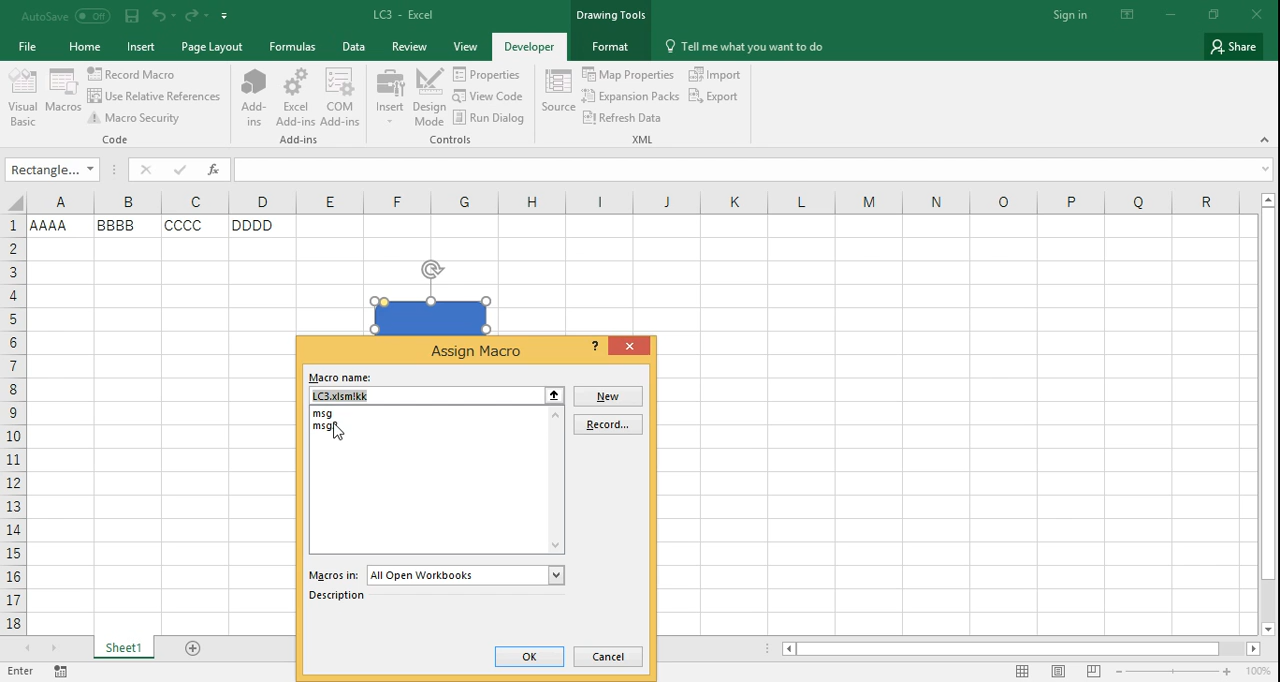 AutoSave Off LC3 - Excel Drawing Tools Sign in
File Home Insert Page Layout Formulas Data Review View Developer Format Tell me what you want to do Share
Visual Basic
Macros
Record Macro
Use Relative References
Macro Security
Code
Add-ins
Excel Add-ins
COM Add-ins
Add-ins
Insert
Design Mode
Properties
View Code
Run Dialog
Controls
Source
Map Properties
Expansion Packs
Refresh Data
Import
Export
XML
Rectangle... fx
A B C D E F G H I J K L M N O P Q R
1 AAAA BBBB CCCC DDDD
2
3
4
5
6
7
8
9
10
11
12
13
14
15
16
17
18
Assign Macro ?
Macro name:
LC3.xlsm!kk
New
msg
Record...
Macros in: All Open Workbooks
Description
OK Cancel
Sheet1
Enter 100%